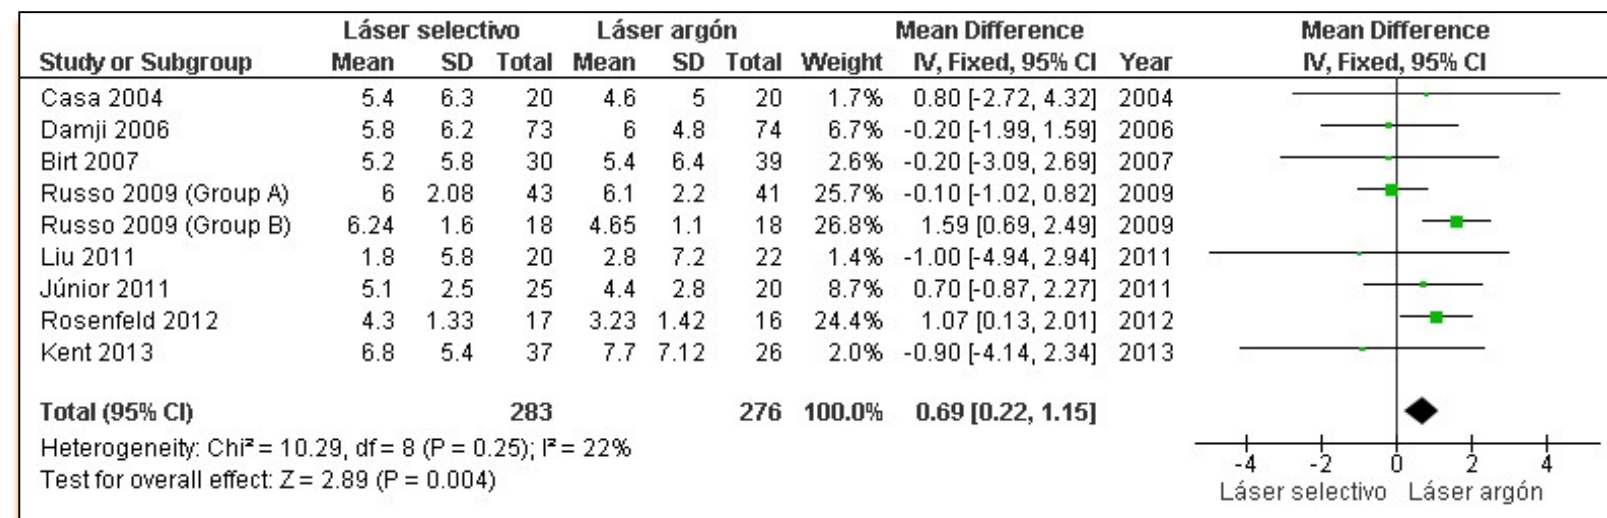 Láser selectivo Láser argón Mean Difference Mean Difference
Study or Subgroup Mean SD Total Mean SD Total Weight IV, Fixed, 95% CI Year IV, Fixed, 95% CI
Casa 2004 5.4 6.3 20 4.6 5 20 1.7% 0.80 [-2.72, 4.32] 2004
Damji 2006 5.8 6.2 73 6 4.8 74 6.7% -0.20 [-1.99, 1.59] 2006
Birt 2007 5.2 5.8 30 5.4 6.4 39 2.6% -0.20 [-3.09, 2.69] 2007
Russo 2009 (Group A) 6 2.08 43 6.1 2.2 41 25.7% -0.10 [-1.02, 0.82] 2009
Russo 2009 (Group B) 6.24 1.6 18 4.65 1.1 18 26.8% 1.59 [0.69, 2.49] 2009
Liu 2011 1.8 5.8 20 2.8 7.2 22 1.4% -1.00 [-4.94, 2.94] 2011
Júnior 2011 5.1 2.5 25 4.4 2.8 20 8.7% 0.70 [-0.87, 2.27] 2011
Rosenfeld 2012 4.3 1.33 17 3.23 1.42 16 24.4% 1.07 [0.13, 2.01] 2012
Kent 2013 6.8 5.4 37 7.7 7.12 26 2.0% -0.90 [-4.14, 2.34] 2013
Total (95% CI) 283 276 100.0% 0.69 [0.22, 1.15]
Heterogeneity: Chi² = 10.29, df = 8 (P = 0.25); I² = 22%
Test for overall effect: Z = 2.89 (P = 0.004)
-4 -2 0 2 4
Láser selectivo Láser argón